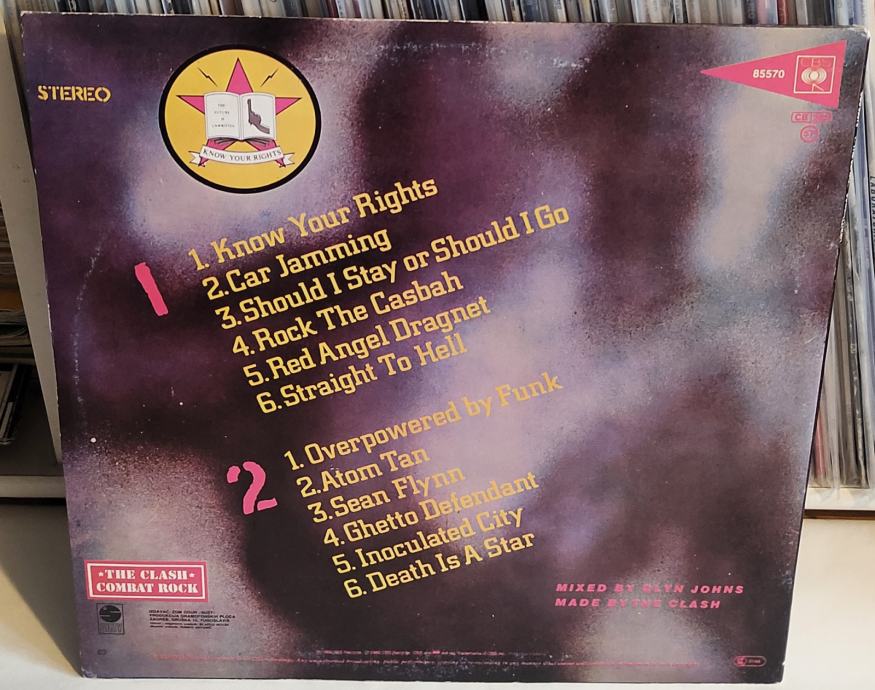 STEREO
THE
FUTURE
IS
UNWRITTEN
KNOW YOUR RIGHTS
85570
CBS
1
1. Know Your Rights
2. Car Jamming
3. Should I Stay or Should I Go
4. Rock The Casbah
5. Red Angel Dragnet
6. Straight To Hell
2
1. Overpowered by Funk
2. Atom Tan
3. Sean Flynn
4. Ghetto Defendant
5. Inoculated City
6. Death Is A Star
THE CLASH
COMBAT ROCK
MIXED BY GLYN JOHNS
MADE BY THE CLASH